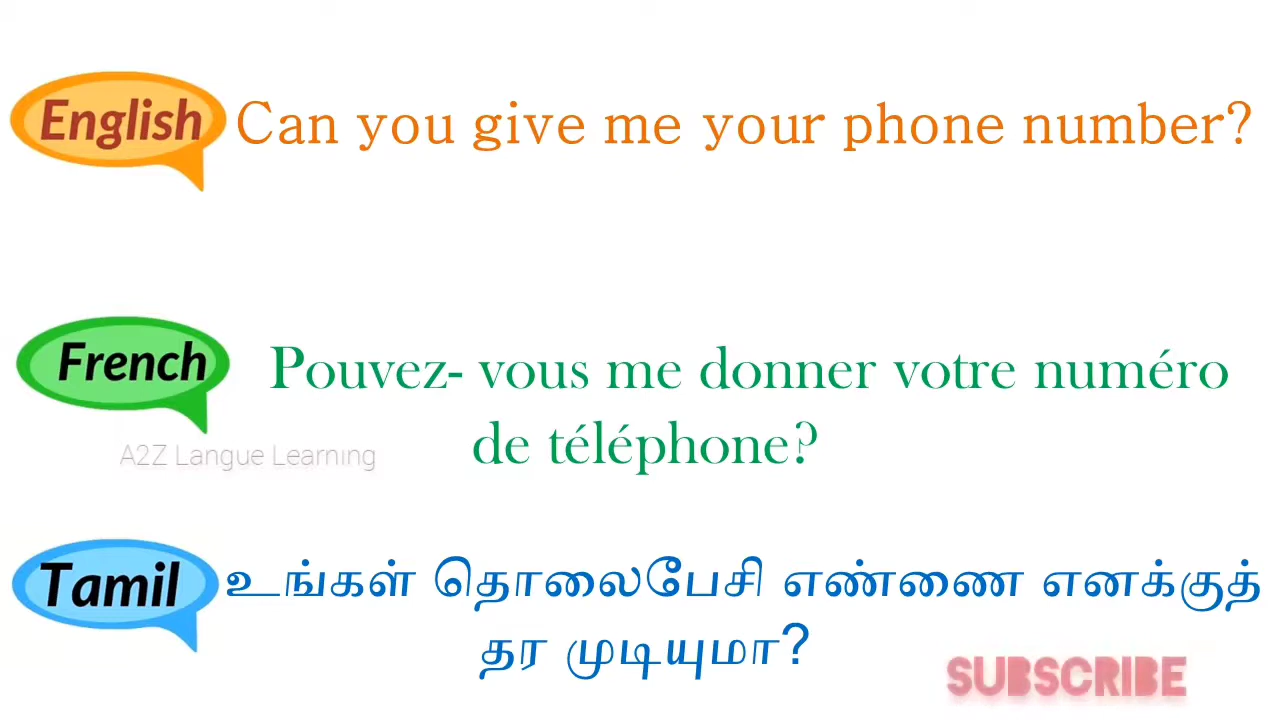 English Can you give me your phone number?
French Pouvez- vous me donner votre numéro
de téléphone?
A2Z Langue Learning
Tamil உங்கள் தொலைபேசி எண்ணை எனக்குத்
தர முடியுமா?
SUBSCRIBE